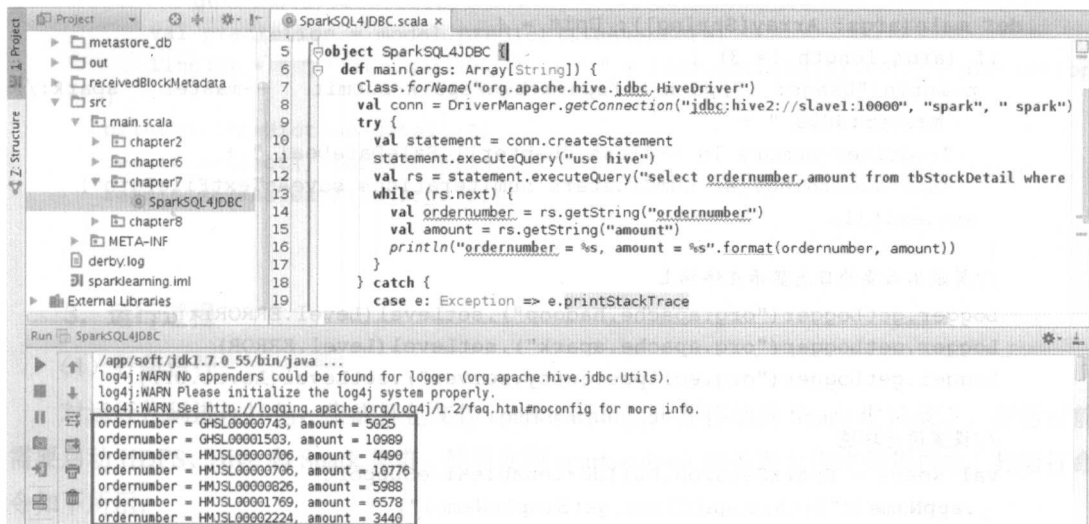 Project
SparkSQL4JDBC.scala ×
1: Project
Z: Structure
metastore_db
out
receivedBlockMetadata
src
main.scala
chapter2
chapter6
chapter7
SparkSQL4JDBC
chapter8
META-INF
derby.log
sparklearning.iml
External Libraries
5 object SparkSQL4JDBC {
6 def main(args: Array[String]) {
7 Class.forName("org.apache.hive.jdbc.HiveDriver")
8 val conn = DriverManager.getConnection("jdbc:hive2://slave1:10000", "spark", " spark")
9 try {
10 val statement = conn.createStatement
11 statement.executeQuery("use hive")
12 val rs = statement.executeQuery("select ordernumber,amount from tbStockDetail where
13 while (rs.next) {
14 val ordernumber = rs.getString("ordernumber")
15 val amount = rs.getString("amount")
16 println("ordernumber = %s, amount = %s".format(ordernumber, amount))
17 }
18 } catch {
19 case e: Exception => e.printStackTrace
Run SparkSQL4JDBC
/app/soft/jdk1.7.0_55/bin/java ...
log4j:WARN No appenders could be found for logger (org.apache.hive.jdbc.Utils).
log4j:WARN Please initialize the log4j system properly.
log4j:WARN See http://logging.apache.org/log4j/1.2/faq.html#noconfig for more info.
ordernumber = GHSL00000743, amount = 5025
ordernumber = GHSL00001503, amount = 10989
ordernumber = HMJSL00000706, amount = 4490
ordernumber = HMJSL00000706, amount = 10776
ordernumber = HMJSL00000826, amount = 5988
ordernumber = HMJSL00001769, amount = 6578
ordernumber = HMJSL00002224, amount = 3440